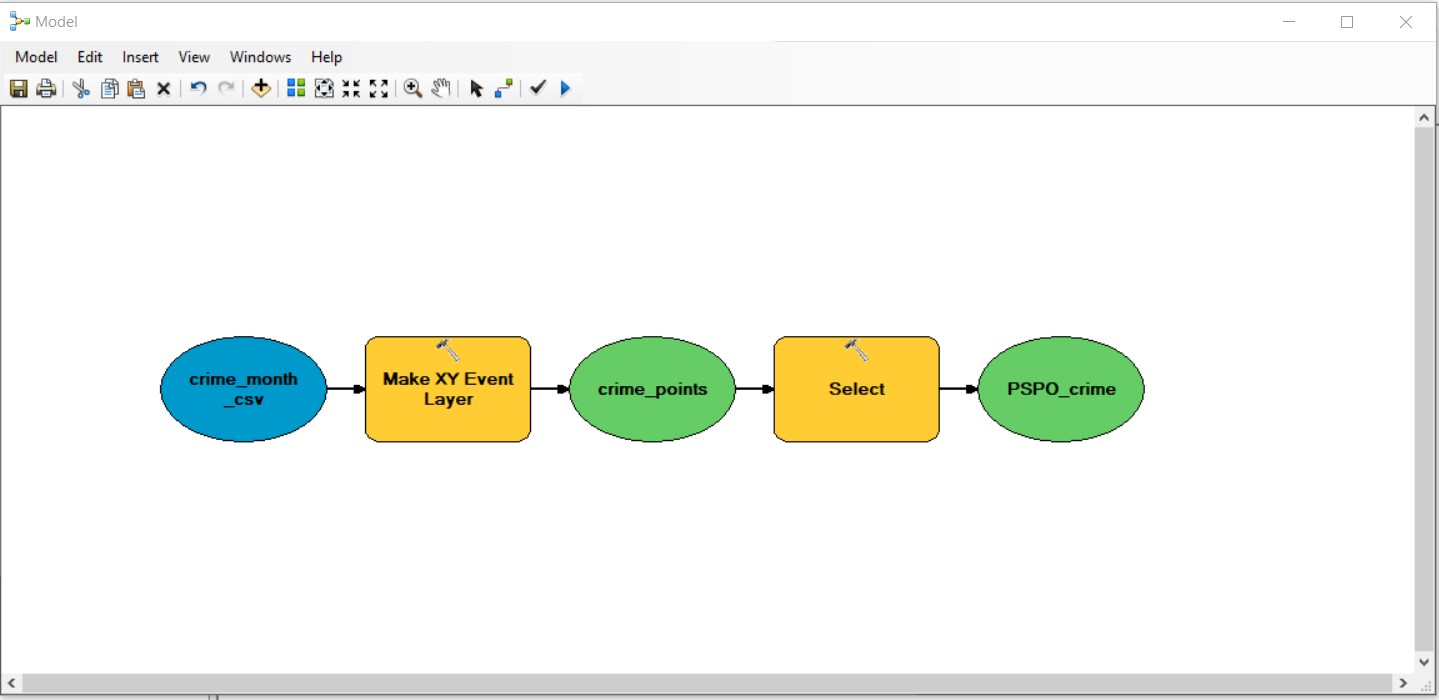 Model
Model Edit Insert View Windows Help
crime_month
_csv
Make XY Event
Layer
crime_points
Select
PSPO_crime